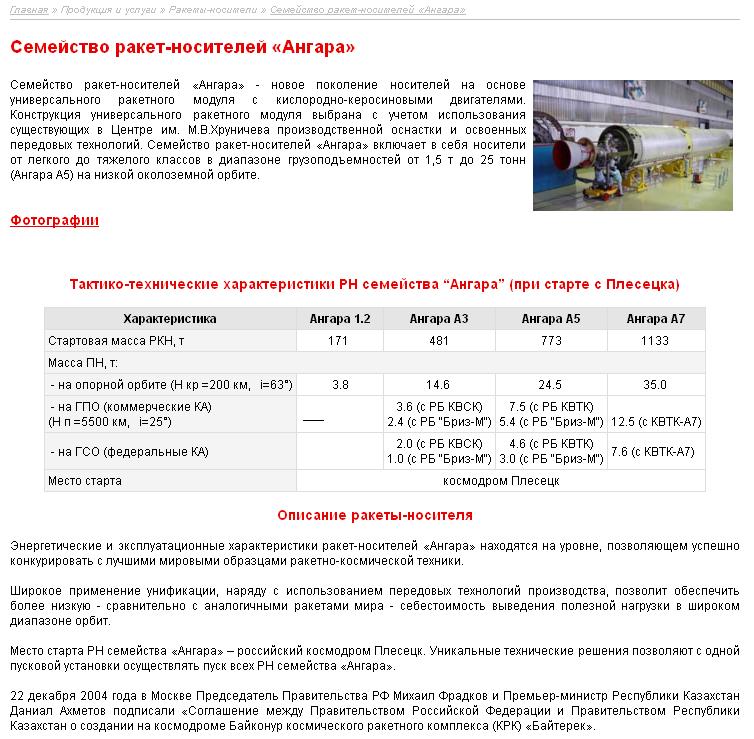 Главная » Продукция и услуги » Ракеты-носители » Семейство ракет-носителей «Ангара»
Семейство ракет-носителей «Ангара»
Семейство ракет-носителей «Ангара» - новое поколение носителей на основе
универсального ракетного модуля с кислородно-керосиновыми двигателями.
Конструкция универсального ракетного модуля выбрана с учетом использования
существующих в Центре им. М.В.Хруничева производственной оснастки и освоенных
передовых технологий. Семейство ракет-носителей «Ангара» включает в себя носители
от легкого до тяжелого классов в диапазоне грузоподъемностей от 1,5 т до 25 тонн
(Ангара А5) на низкой околоземной орбите.
Фотографии
Тактико-технические характеристики РН семейства “Ангара” (при старте с Плесецка)
Характеристика Ангара 1.2 Ангара А3 Ангара А5 Ангара А7
Стартовая масса РКН, т 171 481 773 1133
Масса ПН, т:
- на опорной орбите (Н кр =200 км, i=63°) 3.8 14.6 24.5 35.0
- на ГПО (коммерческие КА) 3.6 (с РБ КВСК) 7.5 (с РБ КВТК)
(Н п =5500 км, i=25°) —— 2.4 (с РБ "Бриз-М") 5.4 (с РБ "Бриз-М") 12.5 (с КВТК-А7)
- на ГСО (федеральные КА) 2.0 (с РБ КВСК) 4.6 (с РБ КВТК) 7.6 (с КВТК-А7)
1.0 (с РБ "Бриз-М") 3.0 (с РБ "Бриз-М")
Место старта космодром Плесецк
Описание ракеты-носителя
Энергетические и эксплуатационные характеристики ракет-носителей «Ангара» находятся на уровне, позволяющем успешно
конкурировать с лучшими мировыми образцами ракетно-космической техники.
Широкое применение унификации, наряду с использованием передовых технологий производства, позволит обеспечить
более низкую - сравнительно с аналогичными ракетами мира - себестоимость выведения полезной нагрузки в широком
диапазоне орбит.
Место старта РН семейства «Ангара» – российский космодром Плесецк. Уникальные технические решения позволяют с одной
пусковой установки осуществлять пуск всех РН семейства «Ангара».
22 декабря 2004 года в Москве Председатель Правительства РФ Михаил Фрадков и Премьер-министр Республики Казахстан
Даниал Ахметов подписали «Соглашение между Правительством Российской Федерации и Правительством Республики
Казахстан о создании на космодроме Байконур космического ракетного комплекса (КРК) «Байтерек».